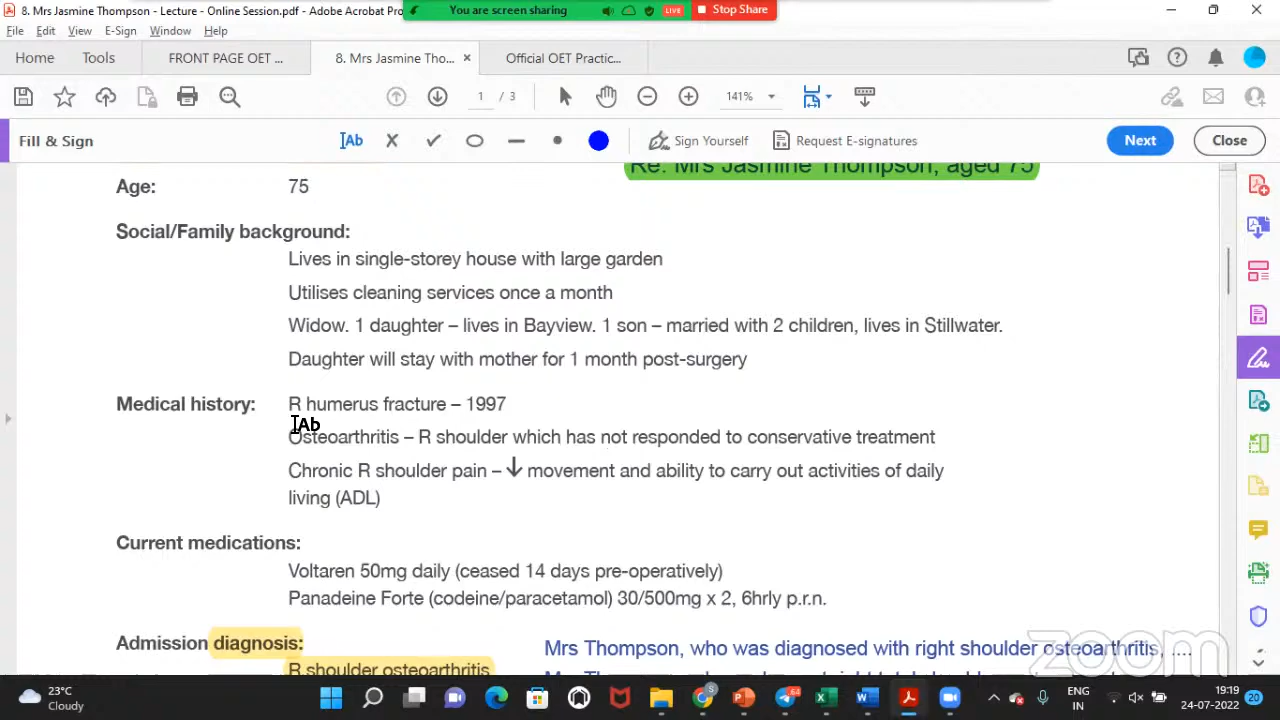 8. Mrs Jasmine Thompson - Lecture - Online Session.pdf - Adobe Acrobat Pro
You are screen sharing LIVE Stop Share
File Edit View E-Sign Window Help
Home Tools FRONT PAGE OET ... 8. Mrs Jasmine Tho... × Official OET Practic...
1 / 3 141%
Fill & Sign Ab Sign Yourself Request E-signatures Next Close
Re: Mrs Jasmine Thompson, aged 75
Age: 75
Social/Family background:
Lives in single-storey house with large garden
Utilises cleaning services once a month
Widow. 1 daughter – lives in Bayview. 1 son – married with 2 children, lives in Stillwater.
Daughter will stay with mother for 1 month post-surgery
Medical history: R humerus fracture – 1997
Ab
Osteoarthritis – R shoulder which has not responded to conservative treatment
Chronic R shoulder pain – ↓ movement and ability to carry out activities of daily
living (ADL)
Current medications:
Voltaren 50mg daily (ceased 14 days pre-operatively)
Panadeine Forte (codeine/paracetamol) 30/500mg x 2, 6hrly p.r.n.
Admission diagnosis: Mrs Thompson, who was diagnosed with right shoulder osteoarthritis, ....
R shoulder osteoarthritis
zoom
23°C
Cloudy
64
ENG
IN
19:19
24-07-2022
20